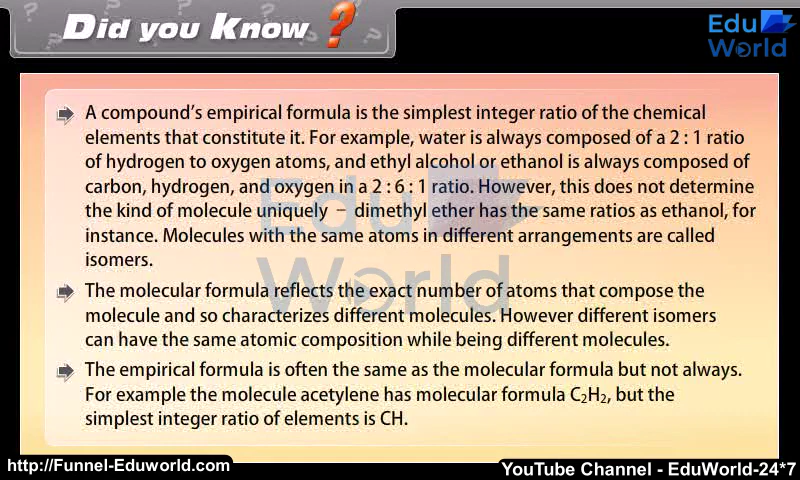 Did you Know ?
Edu
World
A compound's empirical formula is the simplest integer ratio of the chemical
elements that constitute it. For example, water is always composed of a 2 : 1 ratio
of hydrogen to oxygen atoms, and ethyl alcohol or ethanol is always composed of
carbon, hydrogen, and oxygen in a 2 : 6 : 1 ratio. However, this does not determine
the kind of molecule uniquely – dimethyl ether has the same ratios as ethanol, for
instance. Molecules with the same atoms in different arrangements are called
isomers.
The molecular formula reflects the exact number of atoms that compose the
molecule and so characterizes different molecules. However different isomers
can have the same atomic composition while being different molecules.
The empirical formula is often the same as the molecular formula but not always.
For example the molecule acetylene has molecular formula C₂H₂, but the
simplest integer ratio of elements is CH.
Edu
World
http://Funnel-Eduworld.com
YouTube Channel - EduWorld-24*7